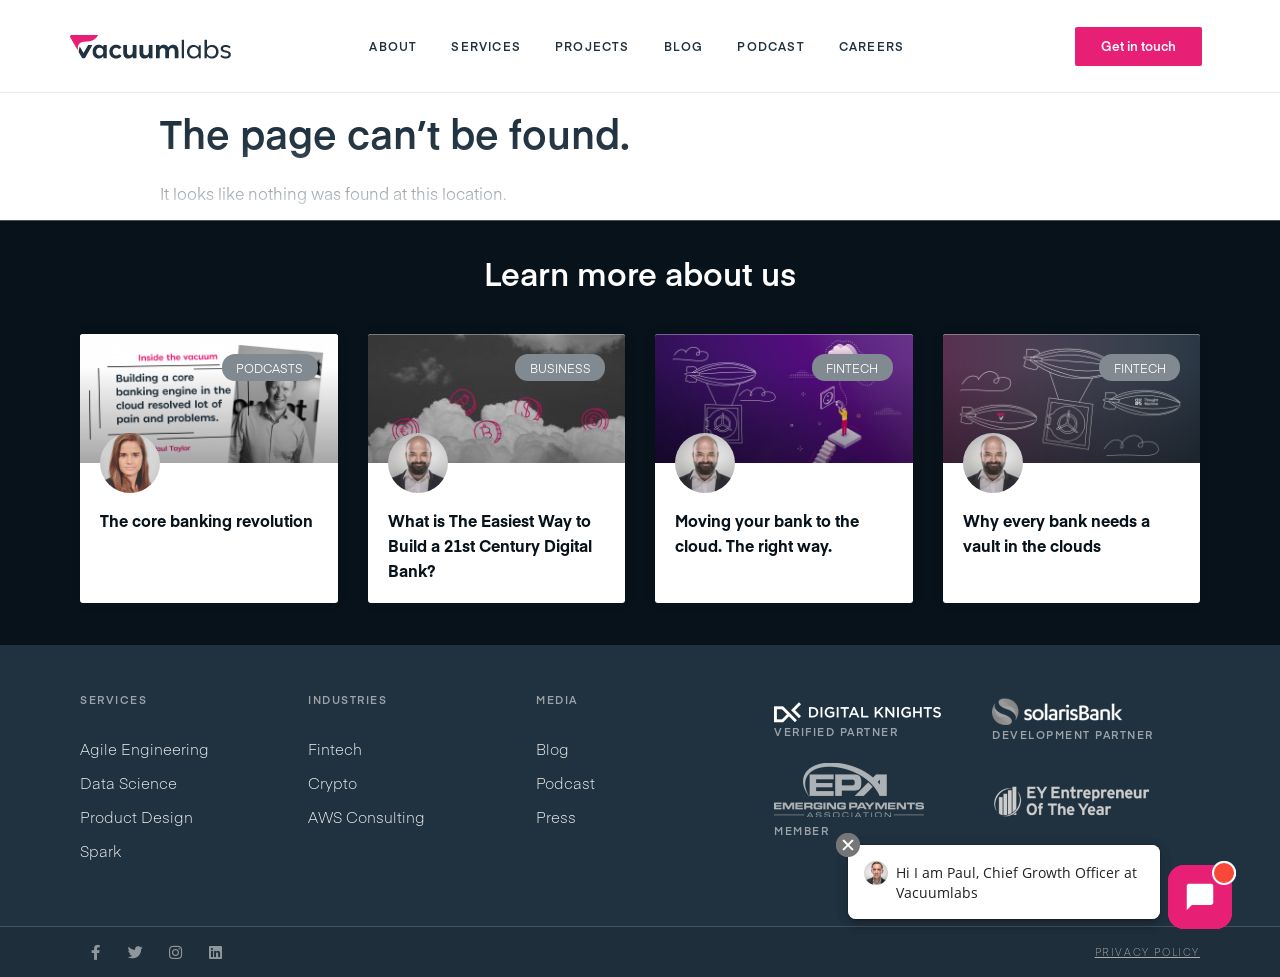 vacuumlabs
ABOUT
SERVICES
PROJECTS
BLOG
PODCAST
CAREERS
Get in touch
The page can’t be found.
It looks like nothing was found at this location.
Learn more about us
PODCASTS
Inside the vacuum
Building a core
banking engine in the
cloud resolved lot of
pain and problems.
The core banking revolution
BUSINESS
What is The Easiest Way to
Build a 21st Century Digital
Bank?
FINTECH
Moving your bank to the
cloud. The right way.
FINTECH
Why every bank needs a
vault in the clouds
SERVICES
Agile Engineering
Data Science
Product Design
Spark
INDUSTRIES
Fintech
Crypto
AWS Consulting
MEDIA
Blog
Podcast
Press
DIGITAL KNIGHTS
VERIFIED PARTNER
solarisBank
DEVELOPMENT PARTNER
EPA
EMERGING PAYMENTS
ASSOCIATION
MEMBER
EY Entrepreneur
Of The Year
Hi I am Paul, Chief Growth Officer at
Vacuumlabs
PRIVACY POLICY